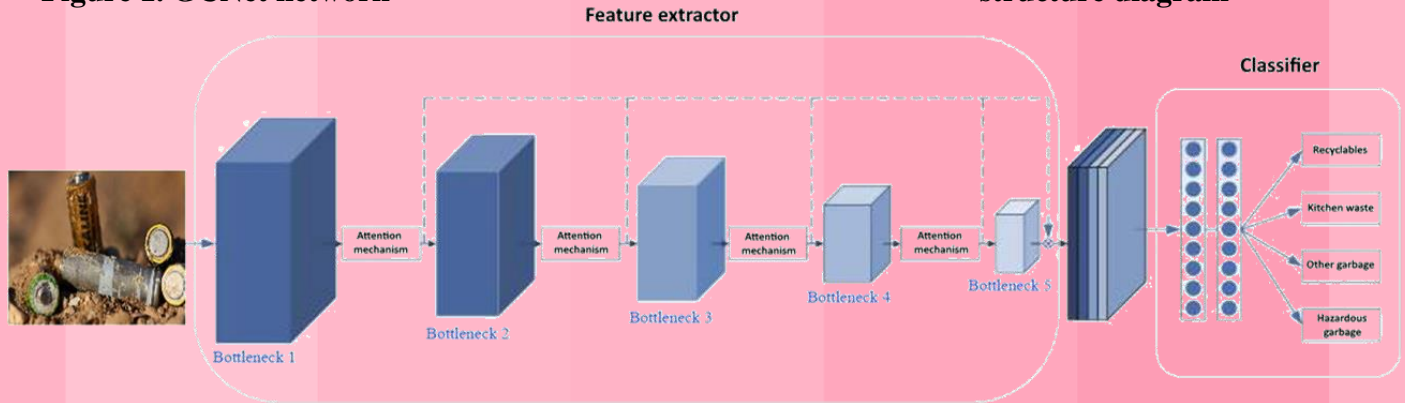 Feature extractor
Classifier
Attention
mechanism
Attention
mechanism
Attention
mechanism
Attention
mechanism
Bottleneck 1
Bottleneck 2
Bottleneck 3
Bottleneck 4
Bottleneck 5
Recyclables
Kitchen waste
Other garbage
Hazardous
garbage